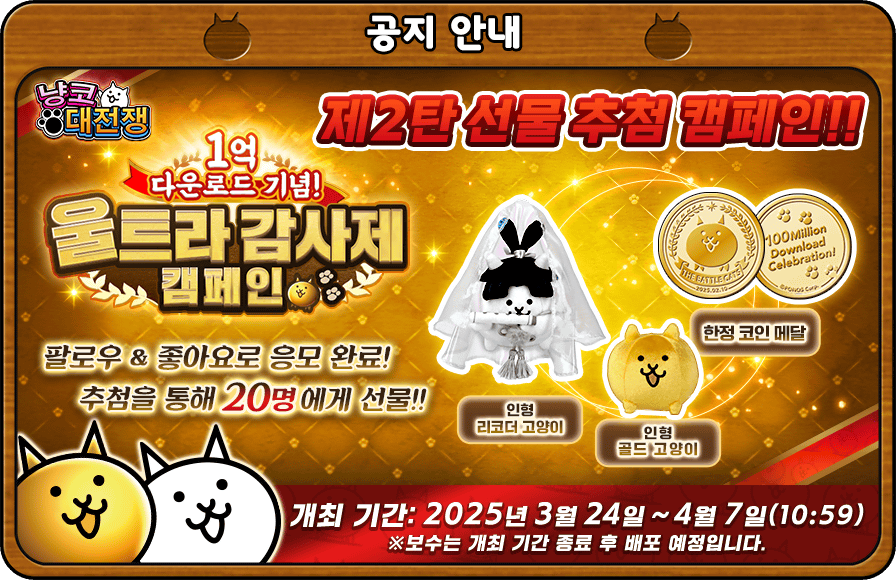 공지 안내
냥코
대전쟁
제2탄 선물 추첨 캠페인!!
1억
다운로드 기념!
울트라 감사제
캠페인
팔로우 & 좋아요로 응모 완료!
추첨을 통해 20명에게 선물!!
THE BATTLE CATS
100Million
Download
Celebration!
©PONOS Corp.
한정 코인 메달
인형
리코더 고양이
인형
골드 고양이
개최 기간: 2025년 3월 24일 ~ 4월 7일(10:59)
※보수는 개최 기간 종료 후 배포 예정입니다.